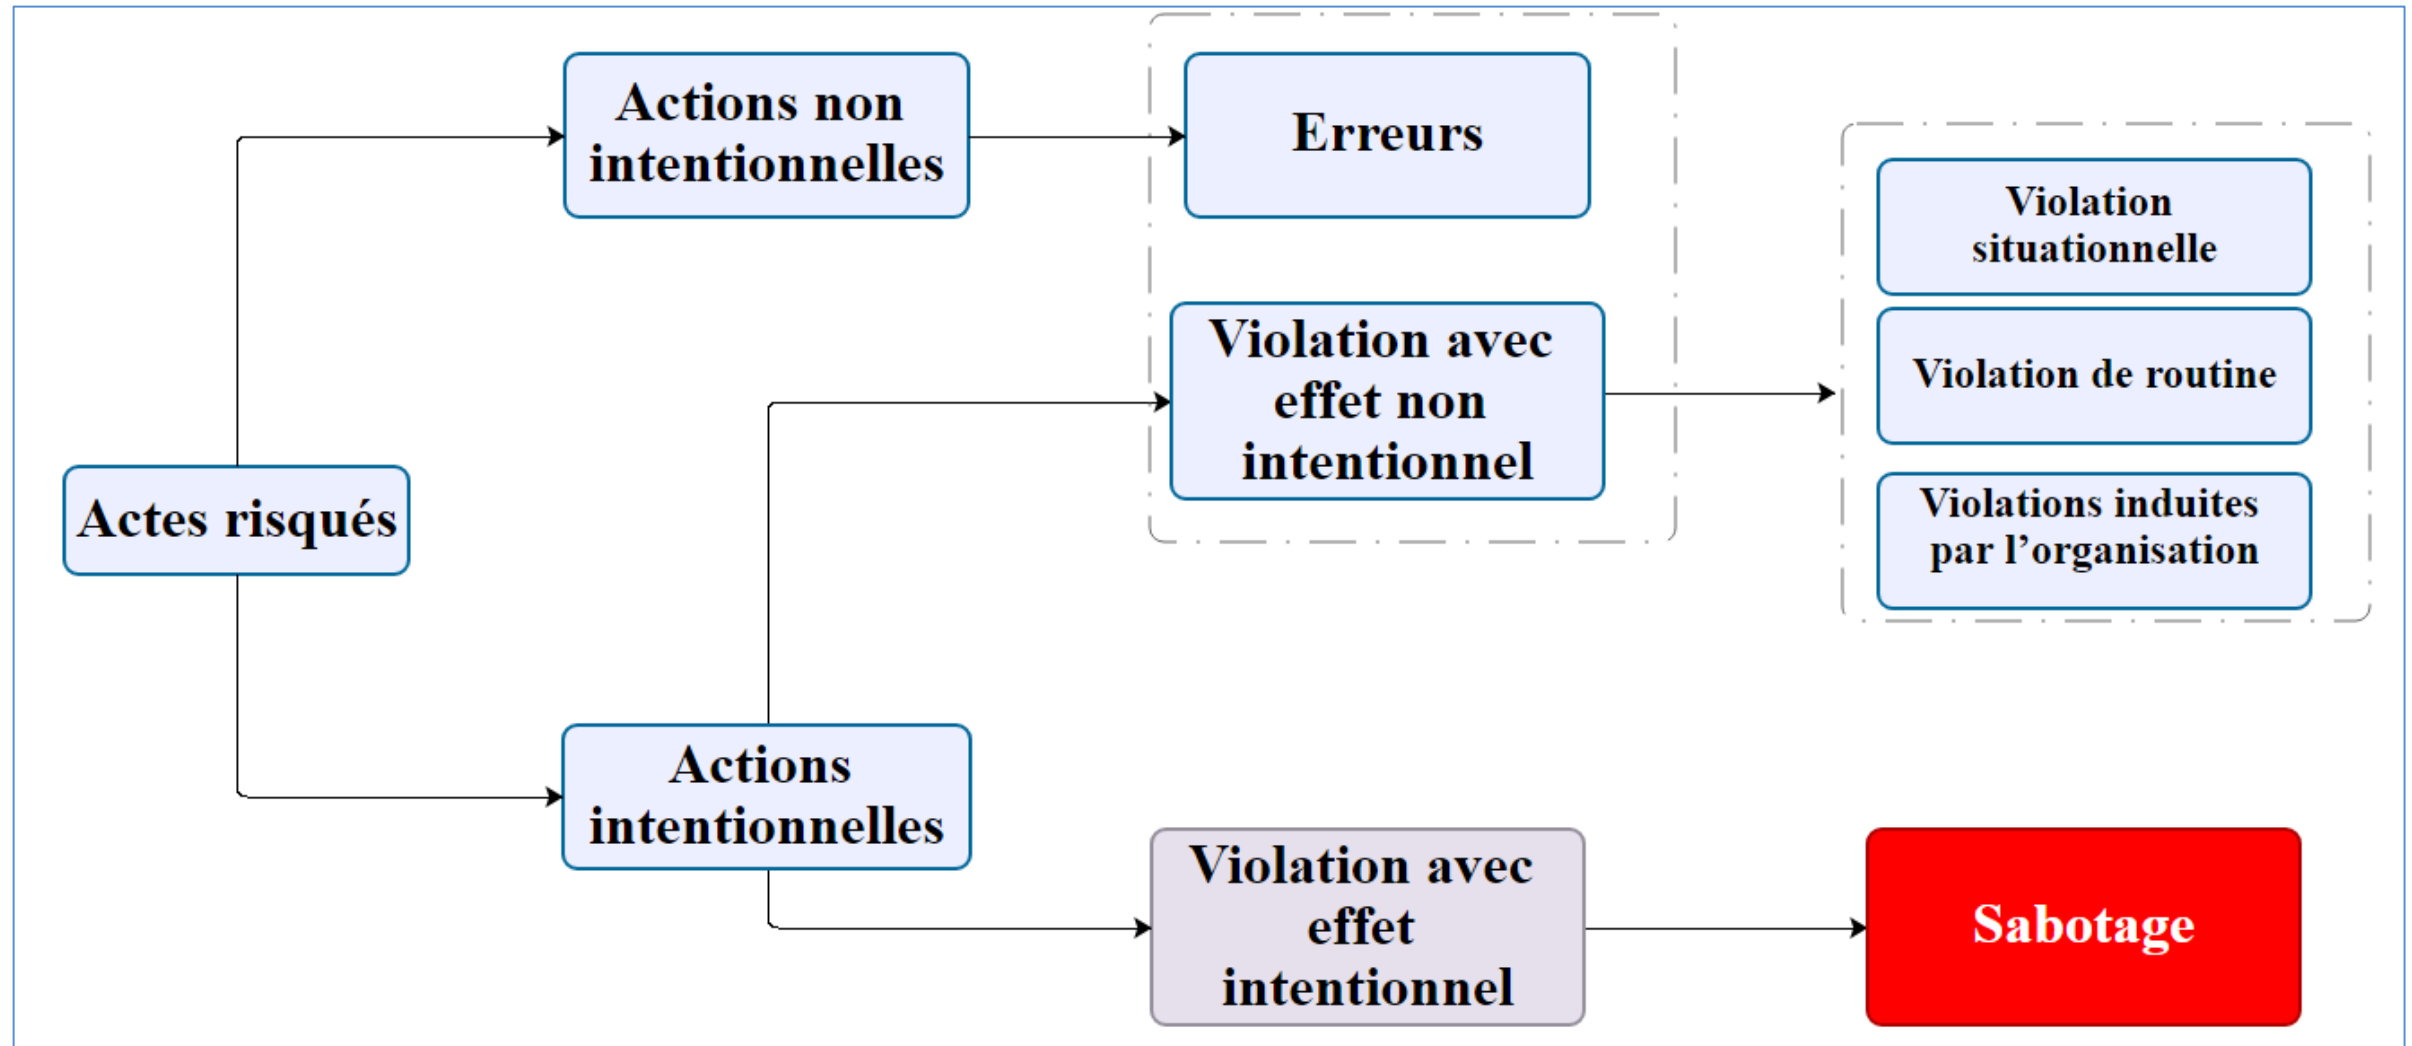 Actions non
intentionnelles
Erreurs
Violation
situationnelle
Violation avec
effet non
intentionnel
Violation de routine
Violations induites
par l’organisation
Actes risqués
Actions
intentionnelles
Violation avec
effet
intentionnel
Sabotage